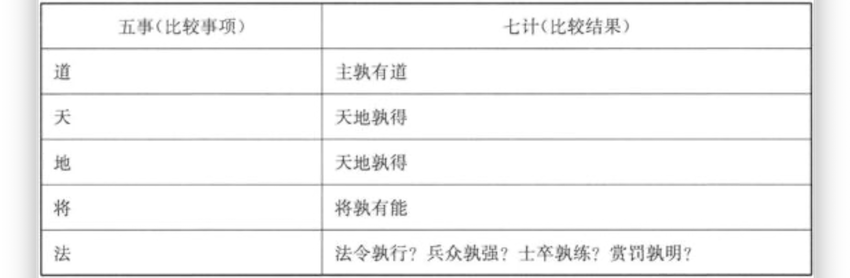 五事(比较事项) 七计(比较结果)
道 主孰有道
天 天地孰得
地 天地孰得
将 将孰有能
法 法令孰行？兵众孰强？士卒孰练？赏罚孰明？